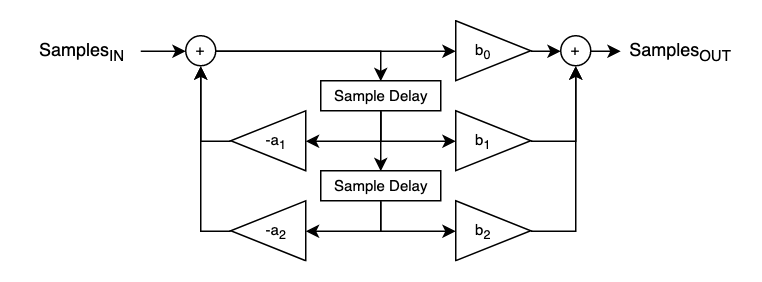 Samples_IN
+
b_0
+
Samples_OUT
Sample Delay
-a_1
b_1
Sample Delay
-a_2
b_2